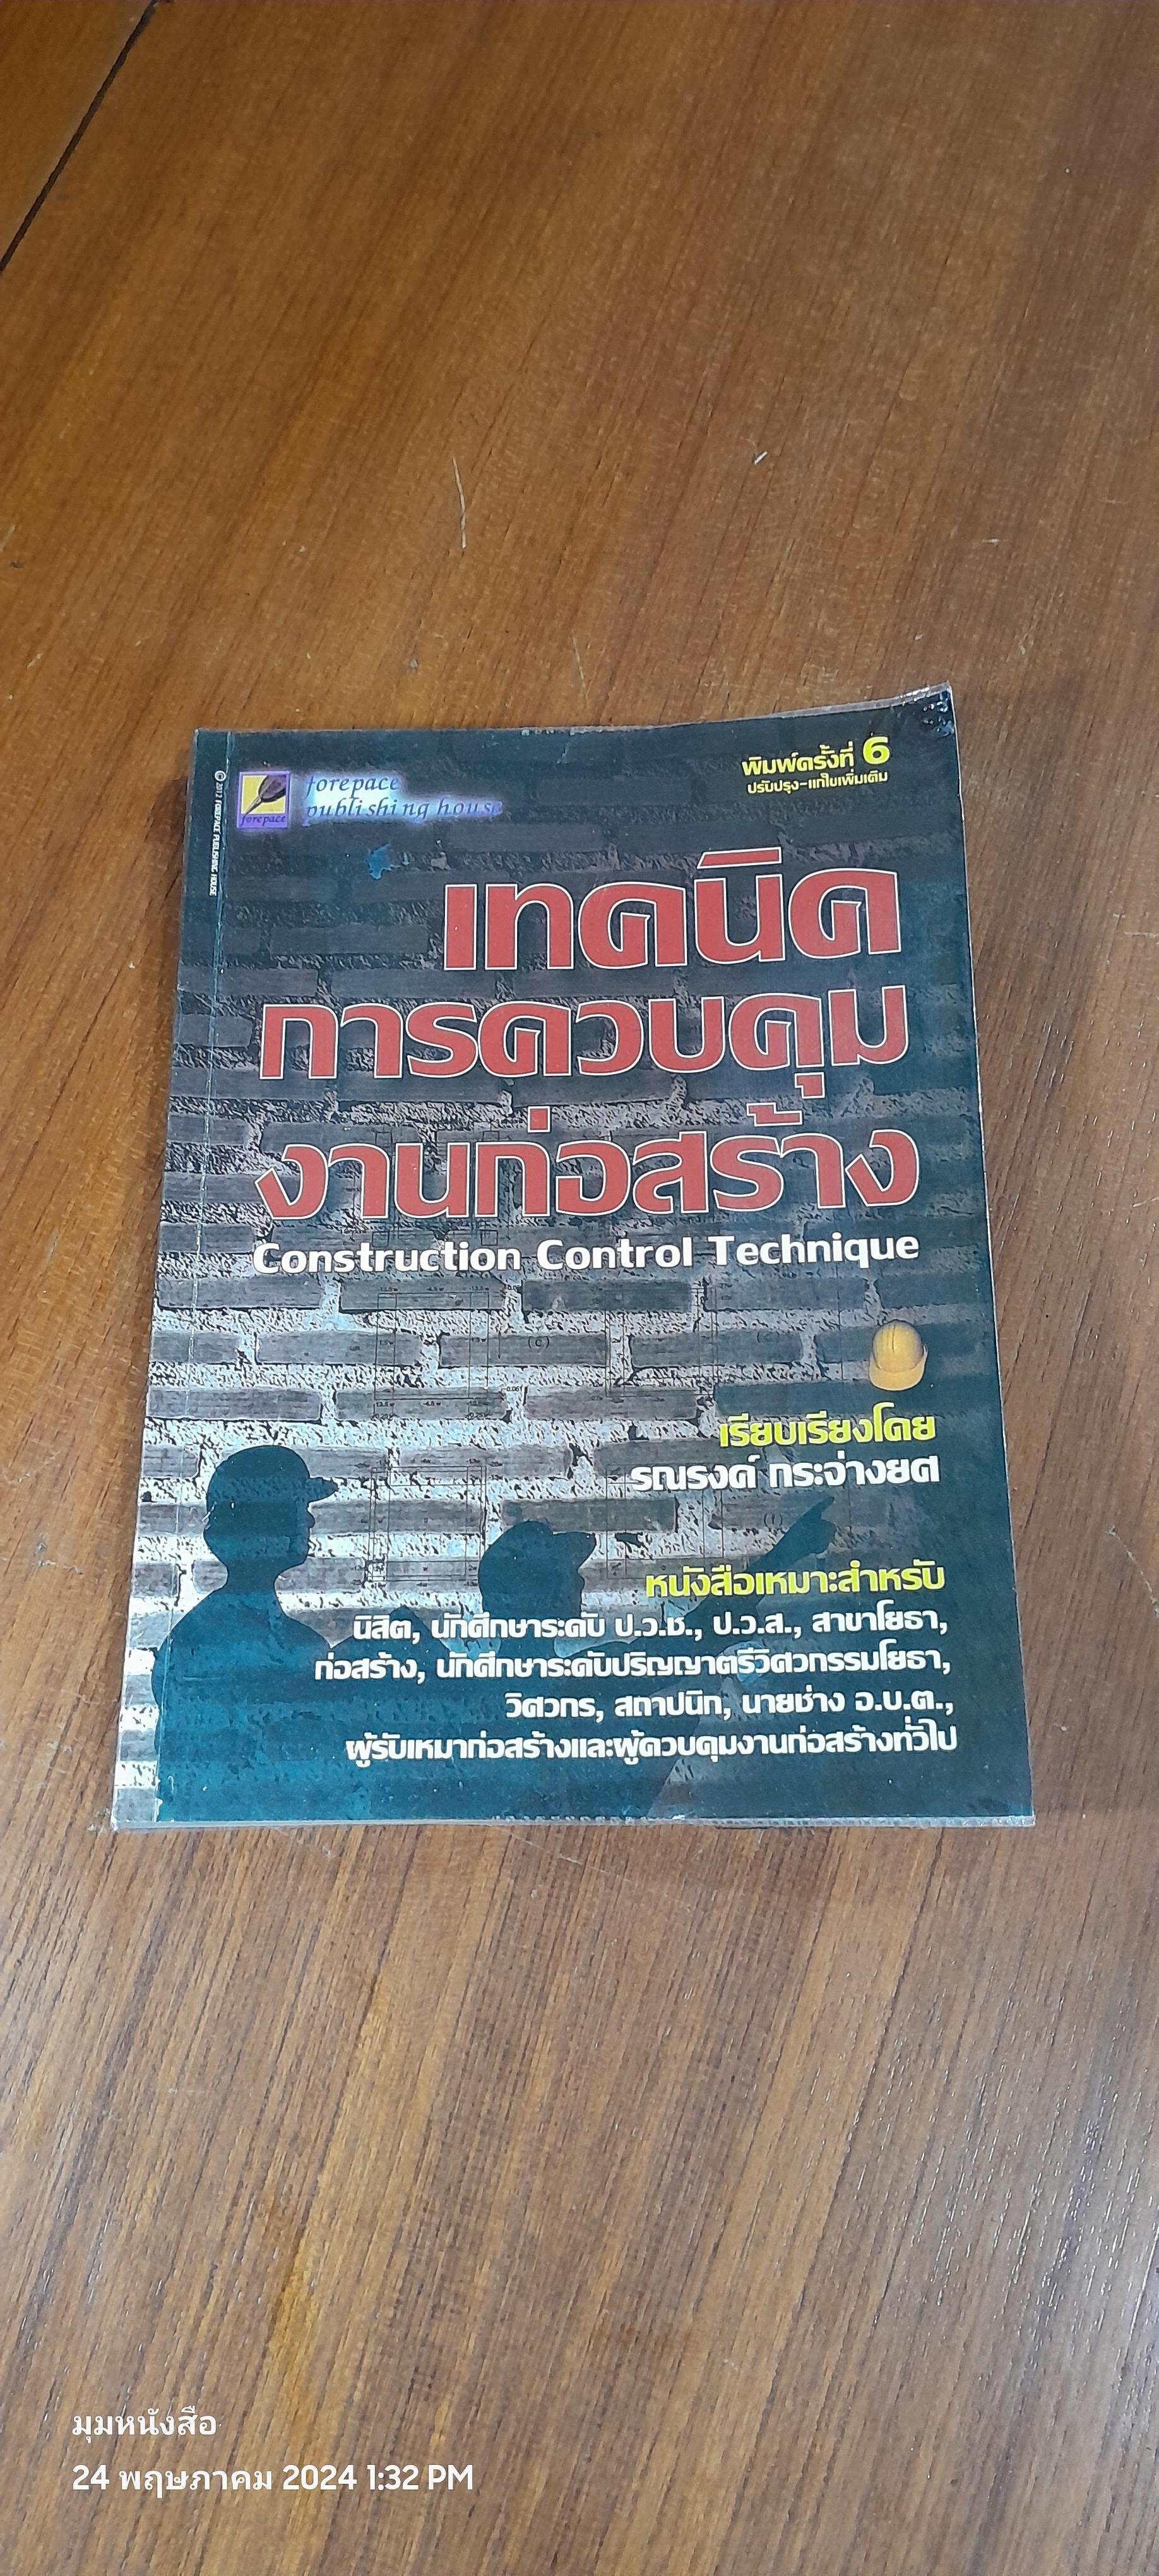 © 2012 FOREPACE PUBLISHING HOUSE
forepace
forepace
publishing house
พิมพ์ครั้งที่ 6
ปรับปรุง-แก้ไขเพิ่มเติม
เทคนิค
การควบคุม
งานก่อสร้าง
Construction Control Technique
เรียบเรียงโดย
รณรงค์ กระจ่างยศ
หนังสือเหมาะสำหรับ
นิสิต, นักศึกษาระดับ ป.ว.ช., ป.ว.ส., สาขาโยธา,
ก่อสร้าง, นักศึกษาระดับปริญญาตรีวิศวกรรมโยธา,
วิศวกร, สถาปนิก, นายช่าง อ.บ.ต.,
ผู้รับเหมาก่อสร้างและผู้ควบคุมงานก่อสร้างทั่วไป
มุมหนังสือ
24 พฤษภาคม 2024 1:32 PM